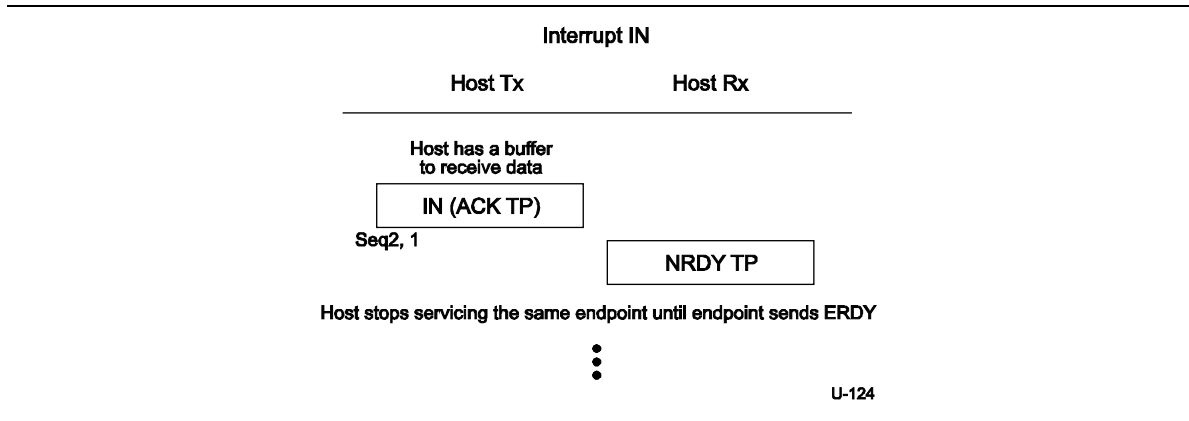 Interrupt IN
Host Tx
Host Rx
Host has a buffer
to receive data
IN (ACK TP)
Seq2, 1
NRDY TP
Host stops servicing the same endpoint until endpoint sends ERDY
U-124